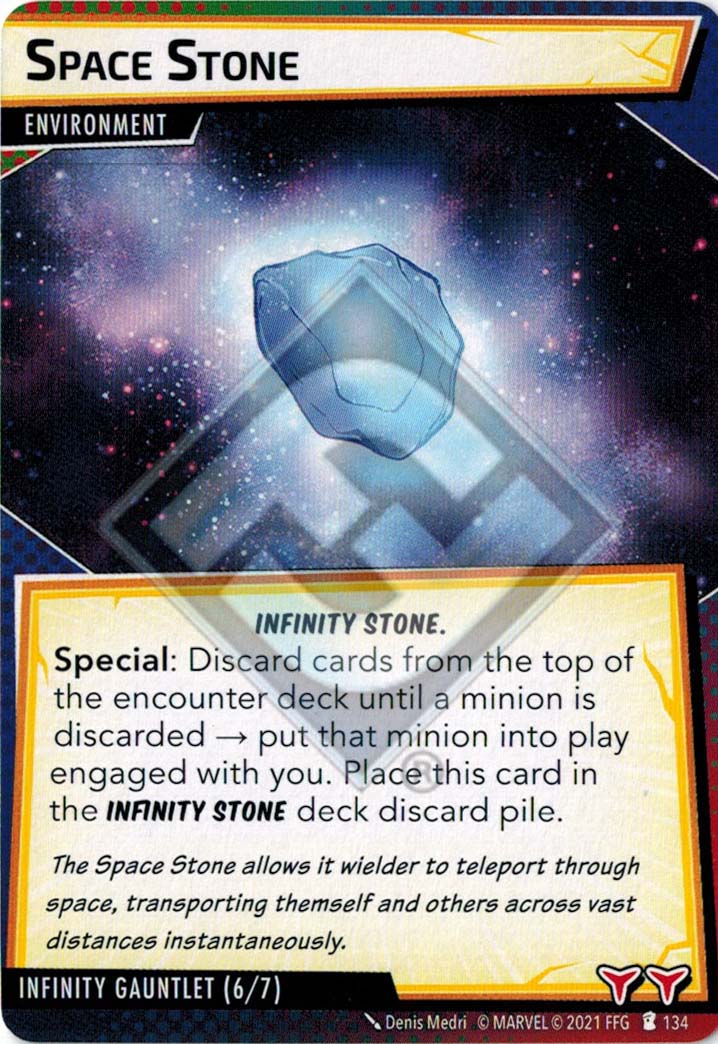 SPACE STONE
ENVIRONMENT
INFINITY STONE.
Special: Discard cards from the top of
the encounter deck until a minion is
discarded → put that minion into play
engaged with you. Place this card in
the INFINITY STONE deck discard pile.
The Space Stone allows it wielder to teleport through
space, transporting themself and others across vast
distances instantaneously.
INFINITY GAUNTLET (6/7)
Denis Medri © MARVEL © 2021 FFG 134
®